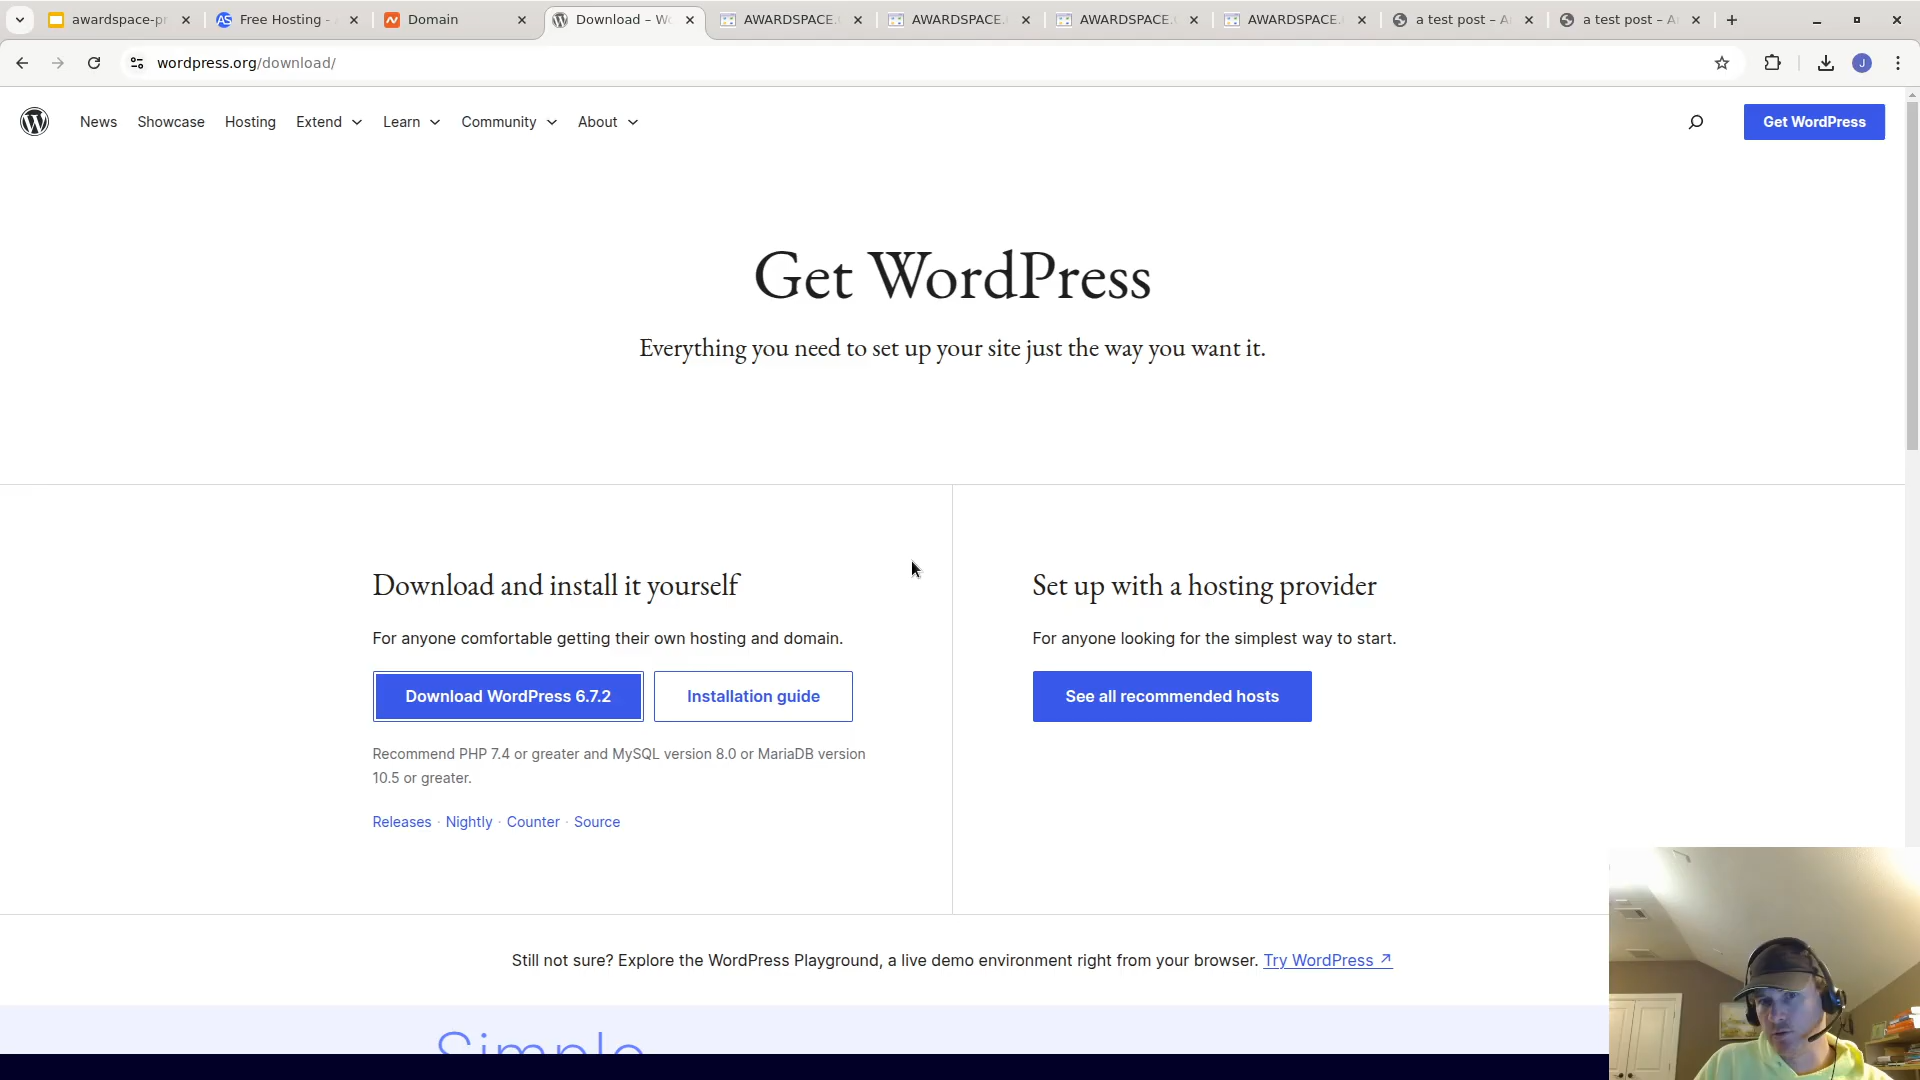 awardspace-pr
Free Hosting -
Domain
Download – Wo
AWARDSPACE.
AWARDSPACE.
AWARDSPACE.
AWARDSPACE.
a test post – A
a test post – A
wordpress.org/download/
J
News
Showcase
Hosting
Extend
Learn
Community
About
Get WordPress
Get WordPress
Everything you need to set up your site just the way you want it.
Download and install it yourself
For anyone comfortable getting their own hosting and domain.
Download WordPress 6.7.2
Installation guide
Recommend PHP 7.4 or greater and MySQL version 8.0 or MariaDB version
10.5 or greater.
Releases · Nightly · Counter · Source
Set up with a hosting provider
For anyone looking for the simplest way to start.
See all recommended hosts
Still not sure? Explore the WordPress Playground, a live demo environment right from your browser. Try WordPress ↗
Simple